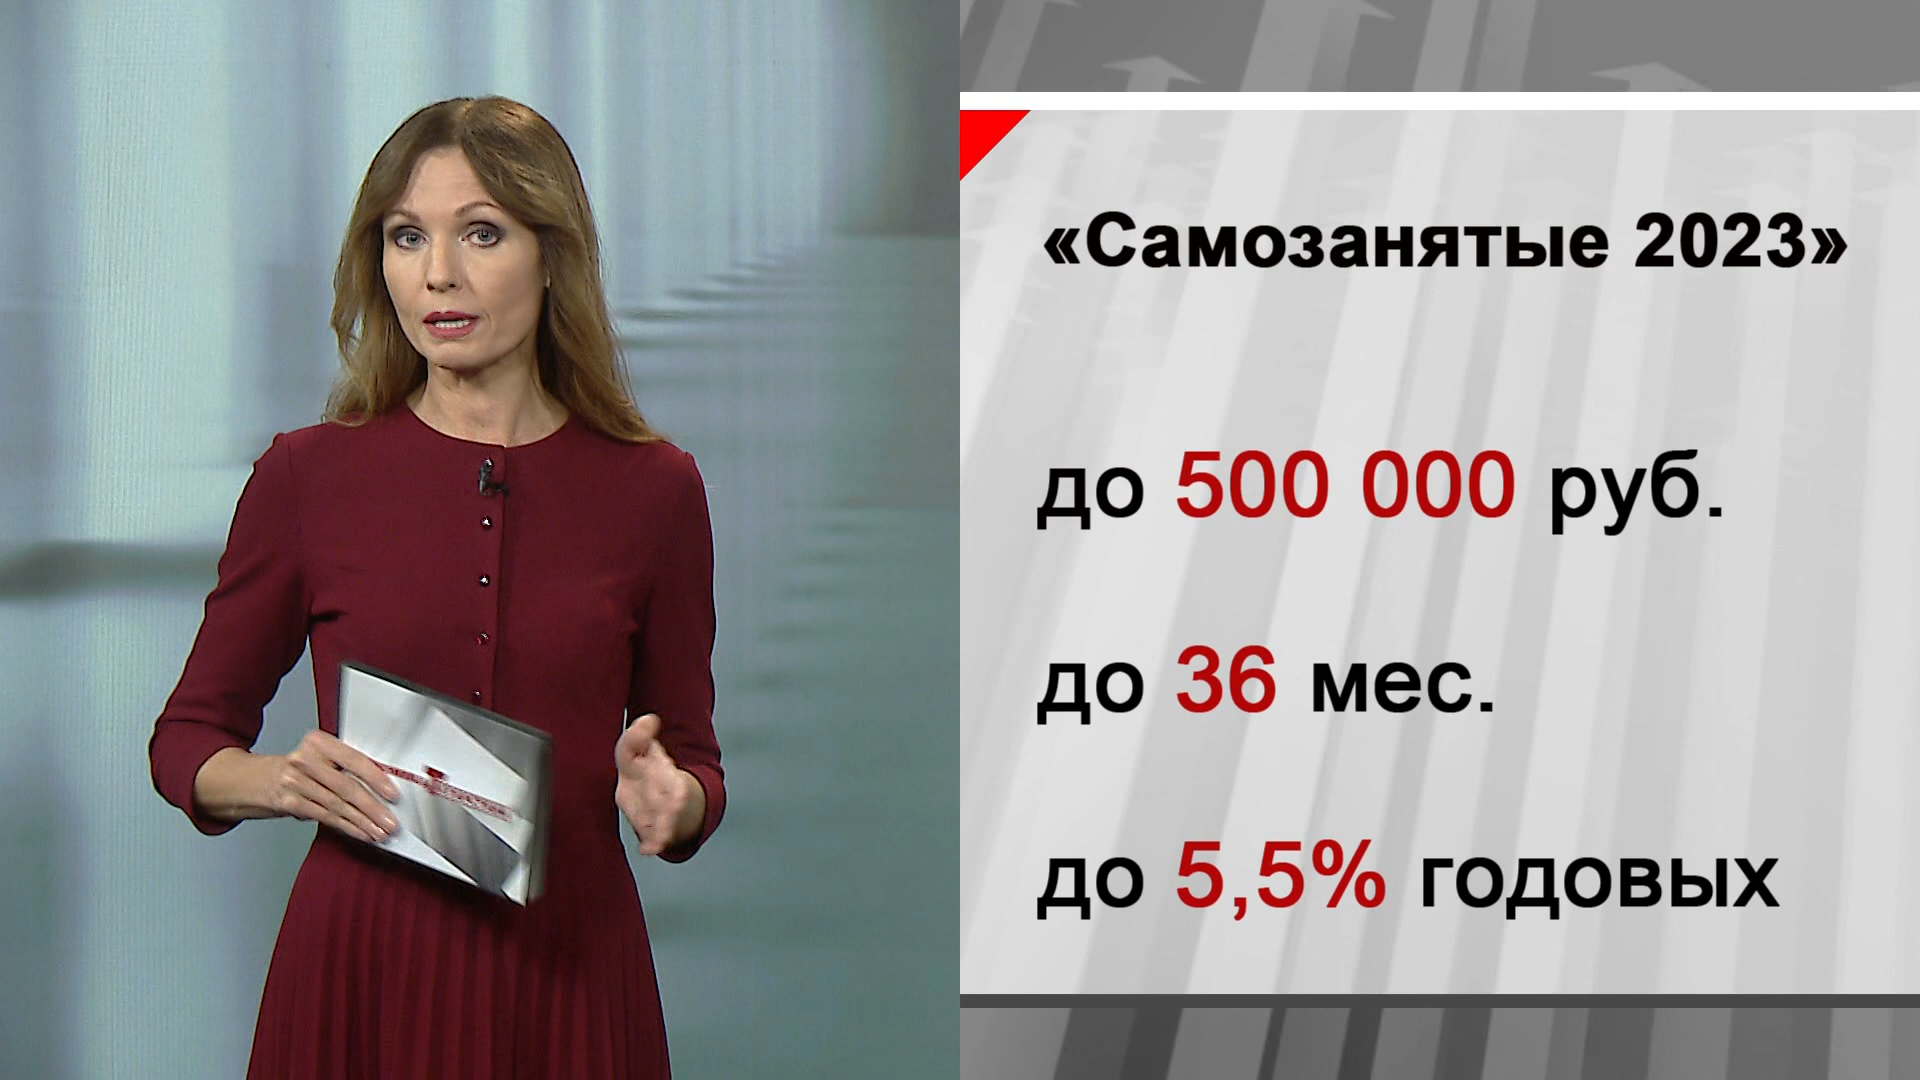 «Самозанятые 2023»
до 500 000 руб.
до 36 мес.
до 5,5% годовых